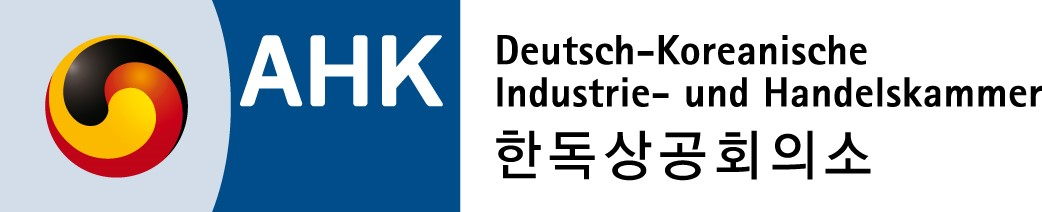 AHK
Deutsch-Koreanische
Industrie- und Handelskammer
한독상공회의소